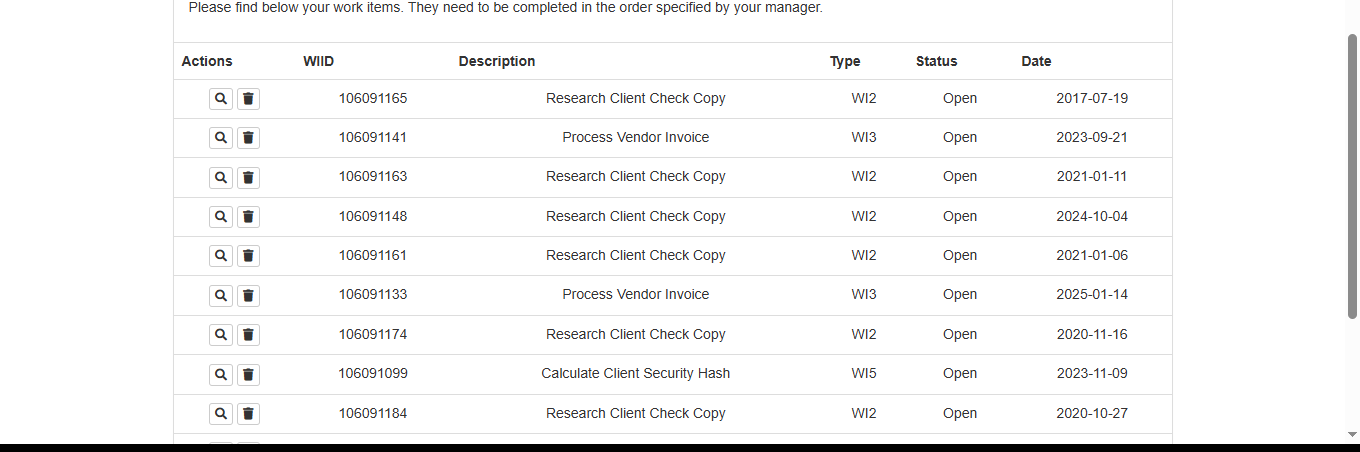 Please find below your work items. They need to be completed in the order specified by your manager.
Actions WIID Description Type Status Date
106091165 Research Client Check Copy WI2 Open 2017-07-19
106091141 Process Vendor Invoice WI3 Open 2023-09-21
106091163 Research Client Check Copy WI2 Open 2021-01-11
106091148 Research Client Check Copy WI2 Open 2024-10-04
106091161 Research Client Check Copy WI2 Open 2021-01-06
106091133 Process Vendor Invoice WI3 Open 2025-01-14
106091174 Research Client Check Copy WI2 Open 2020-11-16
106091099 Calculate Client Security Hash WI5 Open 2023-11-09
106091184 Research Client Check Copy WI2 Open 2020-10-27